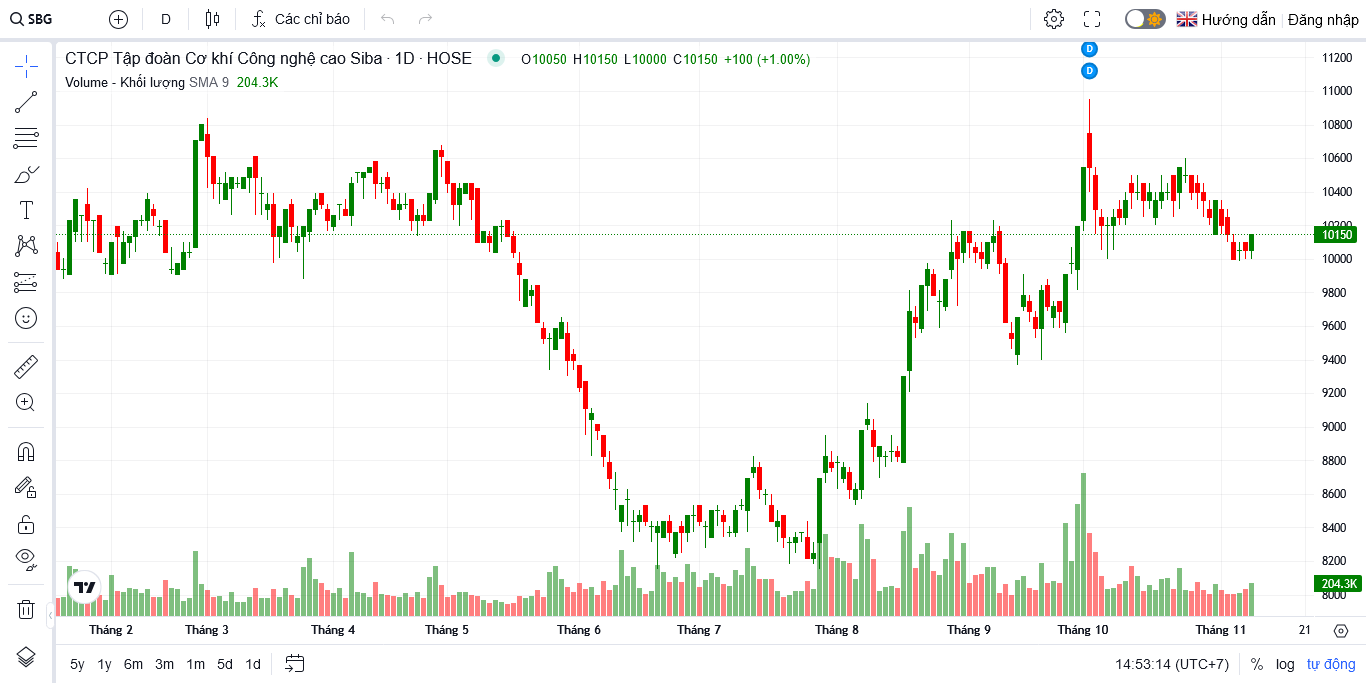 SBG D Các chỉ báo Hướng dẫn Đăng nhập
CTCP Tập đoàn Cơ khí Công nghệ cao Siba · 1D · HOSE O10050 H10150 L10000 C10150 +100 (+1.00%)
Volume - Khối lượng SMA 9 204.3K
D
D
11200
11000
10800
10600
10400
10200
10150
10000
9800
9600
9400
9200
9000
8800
8600
8400
8200
204.3K
8000
Tháng 2 Tháng 3 Tháng 4 Tháng 5 Tháng 6 Tháng 7 Tháng 8 Tháng 9 Tháng 10 Tháng 11 21
5y 1y 6m 3m 1m 5d 1d 14:53:14 (UTC+7) % log tự động